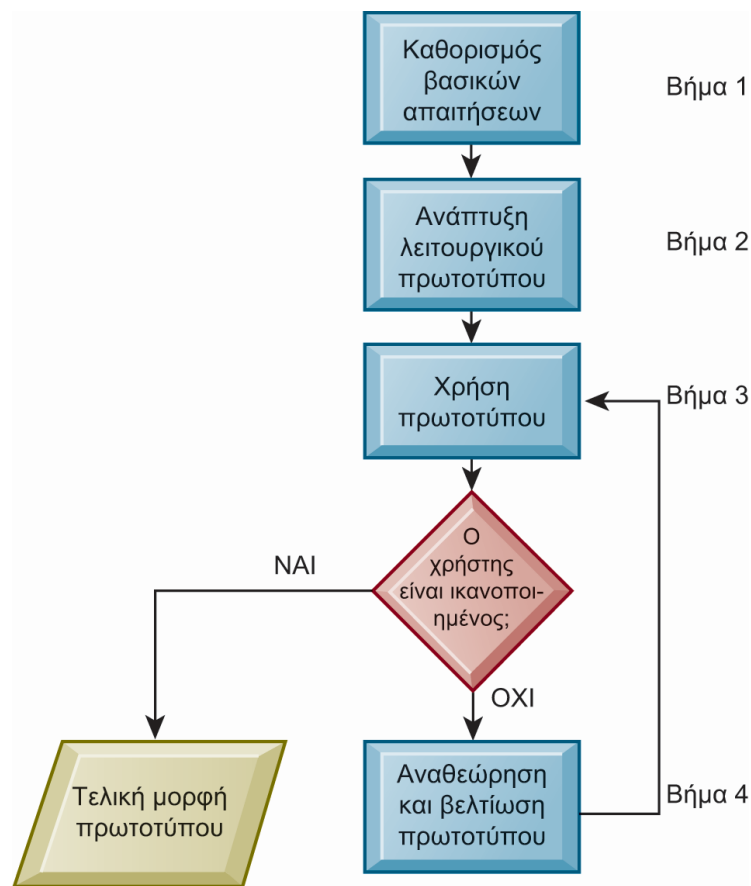 Καθορισμός
βασικών
απαιτήσεων
Βήμα 1
Ανάπτυξη
λειτουργικού
πρωτοτύπου
Βήμα 2
Χρήση
πρωτοτύπου
Βήμα 3
Ο
χρήστης
είναι ικανοποι-
ημένος;
ΝΑΙ
ΟΧΙ
Τελική μορφή
πρωτοτύπου
Αναθεώρηση
και βελτίωση
πρωτοτύπου
Βήμα 4